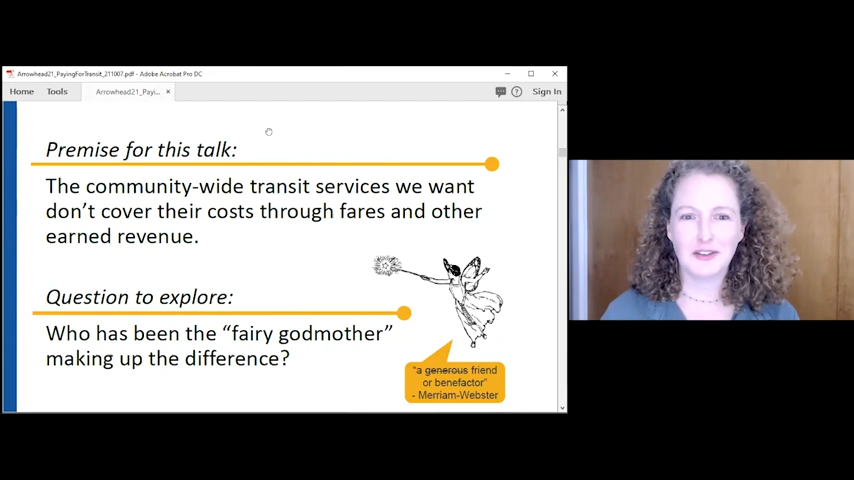 Arrowhead21_PayingForTransit_211007.pdf - Adobe Acrobat Pro DC
Home Tools Arrowhead21_Payi... × Sign In
Premise for this talk:
The community-wide transit services we want
don’t cover their costs through fares and other
earned revenue.
Question to explore:
Who has been the “fairy godmother”
making up the difference?
“a generous friend
or benefactor”
- Merriam-Webster